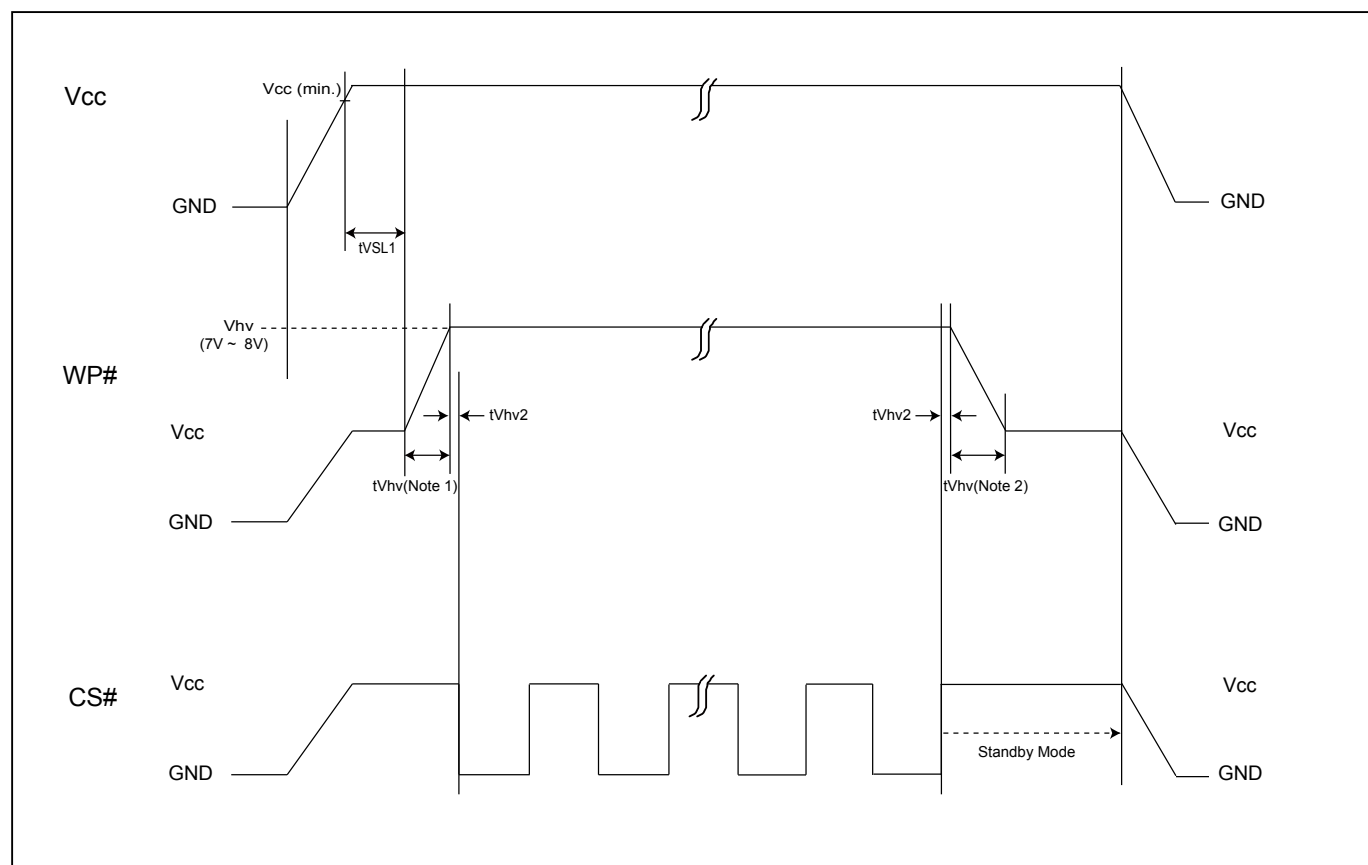 Vcc
Vcc (min.)
GND
GND
tVSL1
Vhv
(7V ~ 8V)
WP#
tVhv2
tVhv2
Vcc
Vcc
tVhv(Note 1)
tVhv(Note 2)
GND
GND
CS#
Vcc
Vcc
Standby Mode
GND
GND